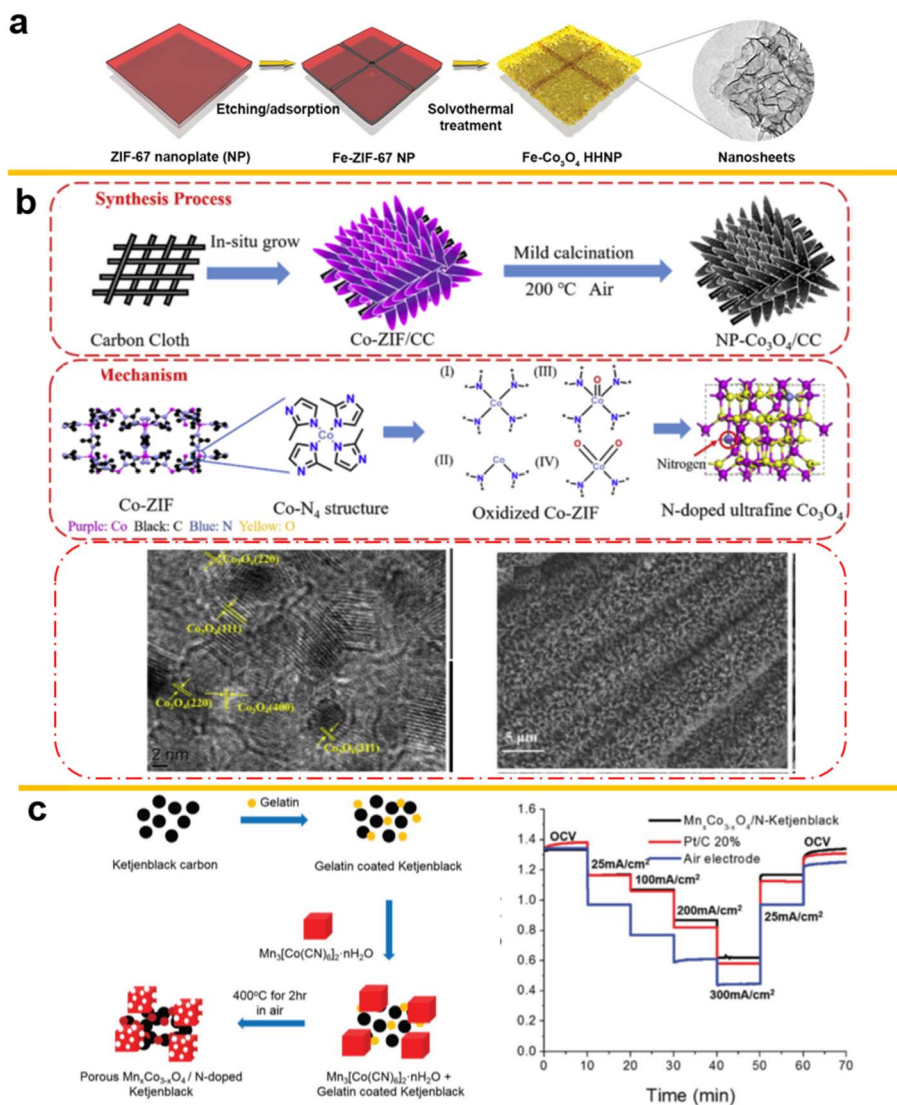 a
Etching/adsorption
Solvothermal
treatment
ZIF-67 nanoplate (NP)
Fe-ZIF-67 NP
Fe-Co₃O₄ HHNP
Nanosheets
b
Synthesis Process
In-situ grow
Mild calcination
200 ℃ Air
Carbon Cloth
Co-ZIF/CC
NP-Co₃O₄/CC
Mechanism
(I)
(III)
(II)
(IV)
N
N
N
N
Co
N
N
N
N
Co
N
N
N
N
O
Co
N
N
N
N
Co
N
N
O
O
Co
N
N
Nitrogen
Co-ZIF
Co-N₄ structure
Oxidized Co-ZIF
N-doped ultrafine Co₃O₄
Purple: Co Black: C Blue: N Yellow: O
Co₃O₄(220)
Co₃O₄(111)
Co₃O₄(220)
Co₃O₄(400)
Co₃O₄(311)
2 nm
5 μm
c
Gelatin
Ketjenblack carbon
Gelatin coated Ketjenblack
Mn₃[Co(CN)₆]₂·nH₂O
400°C for 2hr
in air
Porous MnₓCo₃₋ₓO₄ / N-doped
Ketjenblack
Mn₃[Co(CN)₆]₂·nH₂O +
Gelatin coated Ketjenblack
1.6
1.4
1.2
1.0
0.8
0.6
0.4
0.2
0.0
MnₓCo₃₋ₓO₄/N-Ketjenblack
Pt/C 20%
Air electrode
OCV
25mA/cm²
100mA/cm²
200mA/cm²
300mA/cm²
25mA/cm²
OCV
0 10 20 30 40 50 60 70
Time (min)